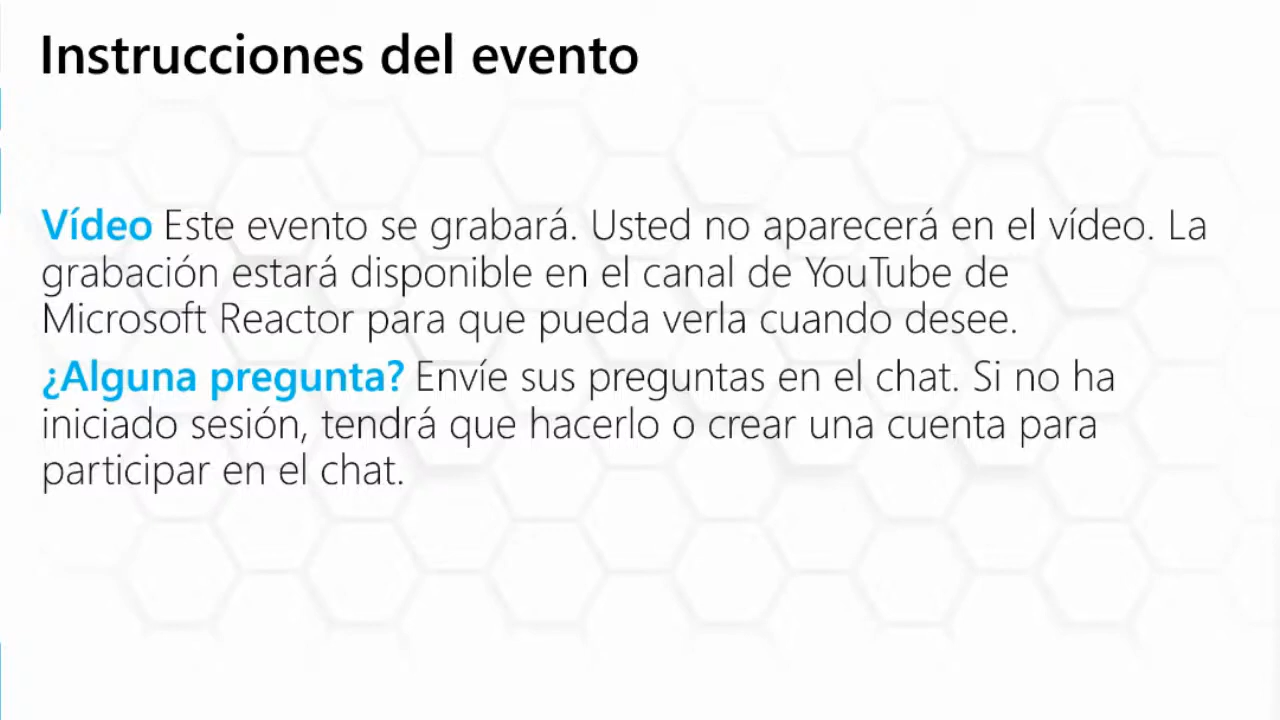 Instrucciones del evento
Vídeo Este evento se grabará. Usted no aparecerá en el vídeo. La
grabación estará disponible en el canal de YouTube de
Microsoft Reactor para que pueda verla cuando desee.
¿Alguna pregunta? Envíe sus preguntas en el chat. Si no ha
iniciado sesión, tendrá que hacerlo o crear una cuenta para
participar en el chat.